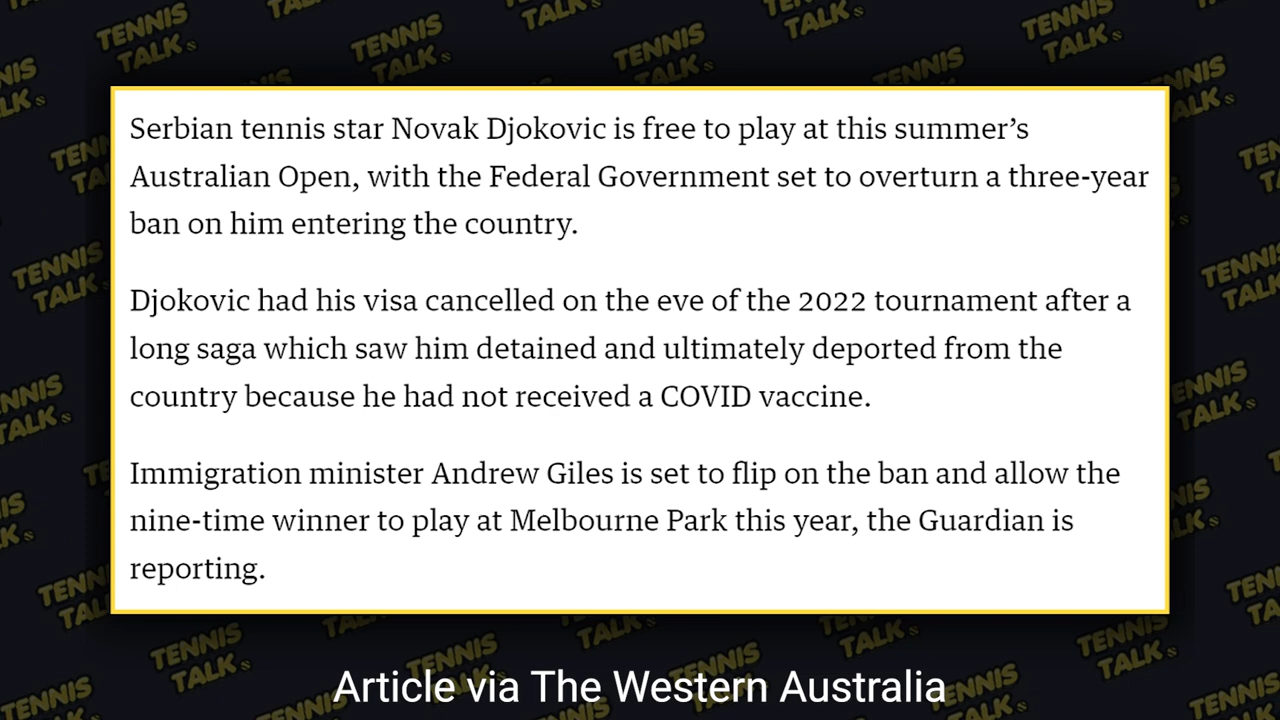 Serbian tennis star Novak Djokovic is free to play at this summer’s
Australian Open, with the Federal Government set to overturn a three-year
ban on him entering the country.
Djokovic had his visa cancelled on the eve of the 2022 tournament after a
long saga which saw him detained and ultimately deported from the
country because he had not received a COVID vaccine.
Immigration minister Andrew Giles is set to flip on the ban and allow the
nine-time winner to play at Melbourne Park this year, the Guardian is
reporting.
Article via The Western Australia
TENNIS
TALK